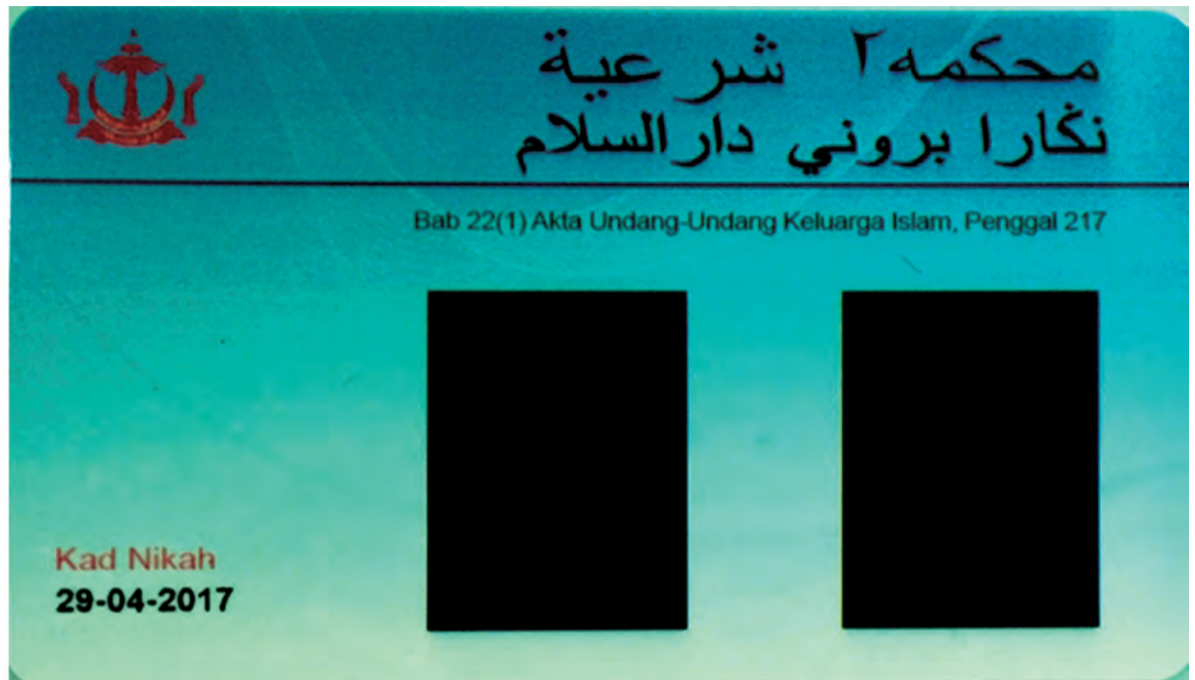 محكمه٢ شرعية
نݢارا بروني دارالسلام
Bab 22(1) Akta Undang-Undang Keluarga Islam, Penggal 217
Kad Nikah
29-04-2017